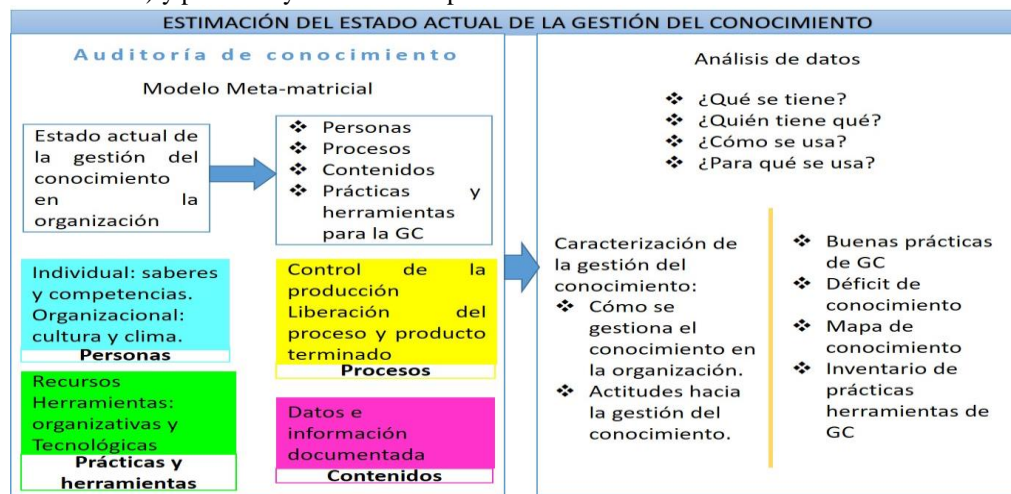 ESTIMACIÓN DEL ESTADO ACTUAL DE LA GESTIÓN DEL CONOCIMIENTO
Auditoría de conocimiento
Modelo Meta-matricial
Estado actual de
la gestión del
conocimiento
en la
organización
❖ Personas
❖ Procesos
❖ Contenidos
❖ Prácticas y
herramientas
para la GC
Individual: saberes
y competencias.
Organizacional:
cultura y clima.
Personas
Control de la
producción
Liberación del
proceso y producto
terminado
Procesos
Recursos
Herramientas:
organizativas y
Tecnológicas
Prácticas y
herramientas
Datos e
información
documentada
Contenidos
Análisis de datos
❖ ¿Qué se tiene?
❖ ¿Quién tiene qué?
❖ ¿Cómo se usa?
❖ ¿Para qué se usa?
Caracterización de
la gestión del
conocimiento:
❖ Cómo se
gestiona el
conocimiento en
la organización.
❖ Actitudes hacia
la gestión del
conocimiento.
❖ Buenas prácticas
de GC
❖ Déficit de
conocimiento
❖ Mapa de
conocimiento
❖ Inventario de
prácticas
herramientas de
GC